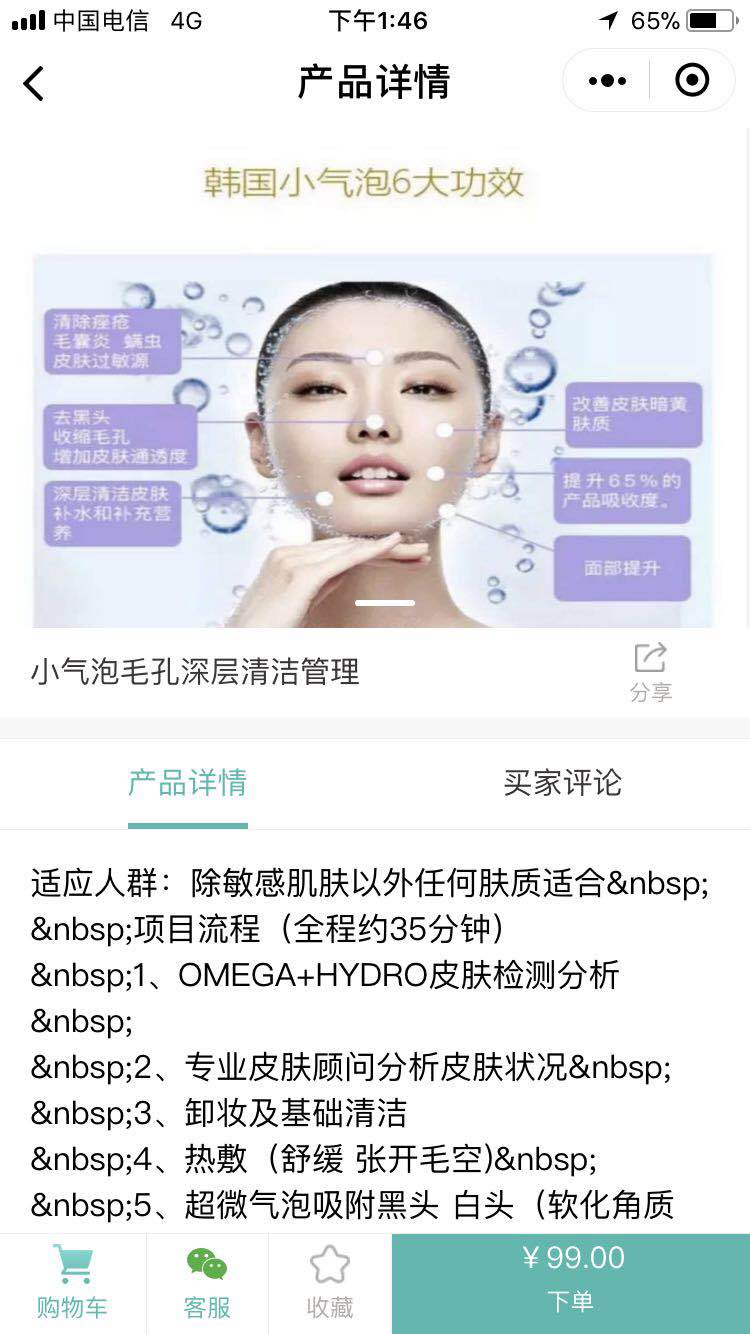 中国电信 4G 下午1:46 65%
产品详情
韩国小气泡6大功效
清除痤疮
毛囊炎 螨虫
皮肤过敏源
去黑头
收缩毛孔
增加皮肤通透度
深层清洁皮肤
补水和补充营
养
改善皮肤暗黄
肤质
提升65%的
产品吸收度。
面部提升
小气泡毛孔深层清洁管理
分享
产品详情 买家评论
适应人群：除敏感肌肤以外任何肤质适合&nbsp;
&nbsp;项目流程（全程约35分钟）
&nbsp;1、OMEGA+HYDRO皮肤检测分析
&nbsp;
&nbsp;2、专业皮肤顾问分析皮肤状况&nbsp;
&nbsp;3、卸妆及基础清洁
&nbsp;4、热敷（舒缓 张开毛空)&nbsp;
&nbsp;5、超微气泡吸附黑头 白头（软化角质
购物车 客服 收藏
¥99.00
下单